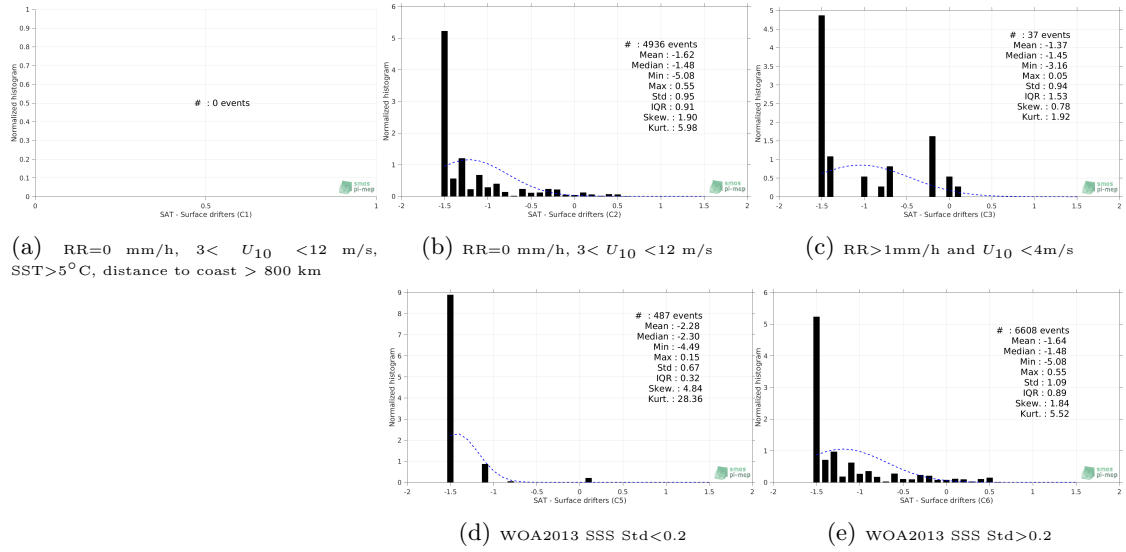 1
0.9
0.8
0.7
0.6
0.5
0.4
0.3
0.2
0.1
0
Normalized histogram
# : 0 events
0 0.5 1
SAT - Surface drifters (C1)
smos
pi-mep
(a) RR=0 mm/h, 3< U10 <12 m/s,
SST>5°C, distance to coast > 800 km
6
5
4
3
2
1
0
Normalized histogram
# : 4936 events
Mean : -1.62
Median : -1.48
Min : -5.08
Max : 0.55
Std : 0.95
IQR : 0.91
Skew. : 1.90
Kurt. : 5.98
-2 -1.5 -1 -0.5 0 0.5 1 1.5 2
SAT - Surface drifters (C2)
smos
pi-mep
(b) RR=0 mm/h, 3< U10 <12 m/s
5
4.5
4
3.5
3
2.5
2
1.5
1
0.5
0
Normalized histogram
# : 37 events
Mean : -1.37
Median : -1.45
Min : -3.16
Max : 0.05
Std : 0.94
IQR : 1.53
Skew. : 0.78
Kurt. : 1.92
-2 -1.5 -1 -0.5 0 0.5 1 1.5 2
SAT - Surface drifters (C3)
smos
pi-mep
(c) RR>1mm/h and U10 <4m/s
9
8
7
6
5
4
3
2
1
0
Normalized histogram
# : 487 events
Mean : -2.28
Median : -2.30
Min : -4.49
Max : 0.15
Std : 0.67
IQR : 0.32
Skew. : 4.84
Kurt. : 28.36
-2 -1.5 -1 -0.5 0 0.5 1 1.5 2
SAT - Surface drifters (C5)
smos
pi-mep
(d) WOA2013 SSS Std<0.2
6
5
4
3
2
1
0
Normalized histogram
# : 6608 events
Mean : -1.64
Median : -1.48
Min : -5.08
Max : 0.55
Std : 1.09
IQR : 0.89
Skew. : 1.84
Kurt. : 5.52
-2 -1.5 -1 -0.5 0 0.5 1 1.5 2
SAT - Surface drifters (C6)
smos
pi-mep
(e) WOA2013 SSS Std>0.2